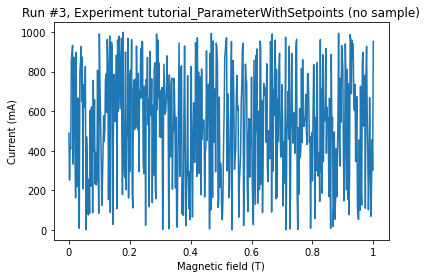 Run #3, Experiment tutorial_ParameterWithSetpoints (no sample)
1000
800
600
400
200
0
Current (mA)
0 0.2 0.4 0.6 0.8 1
Magnetic field (T)